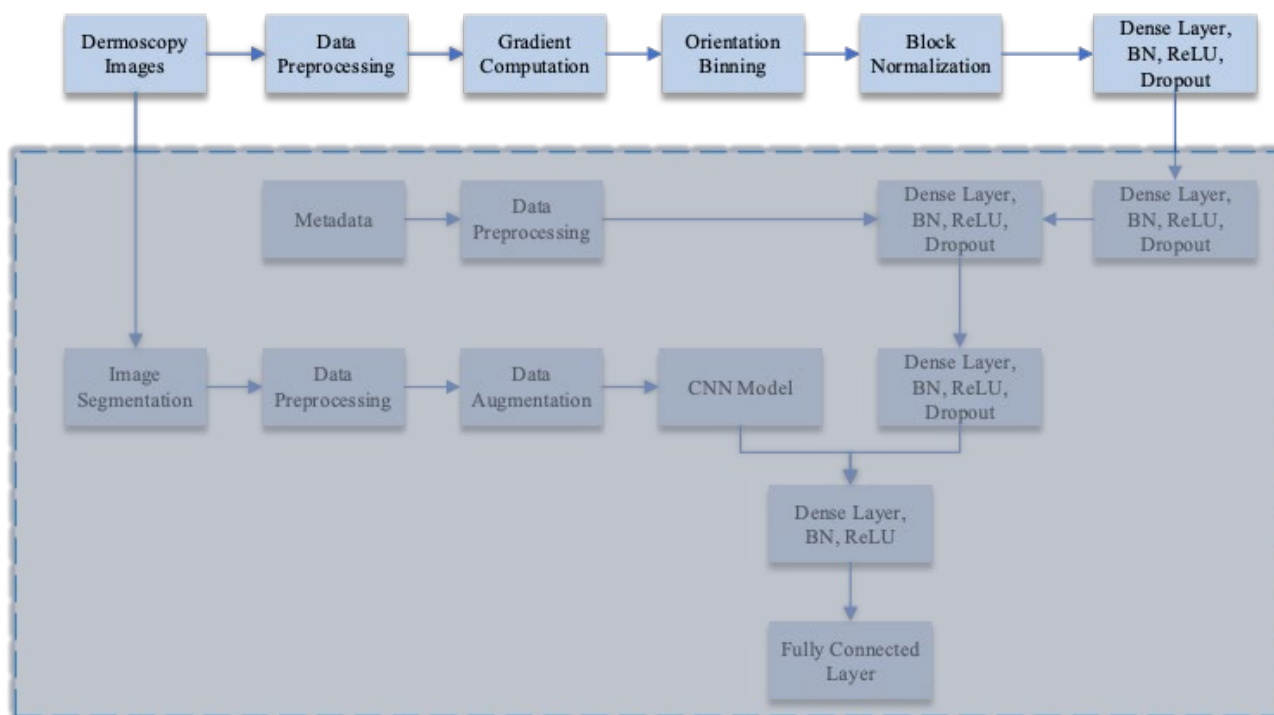 Dermoscopy
Images
Data
Preprocessing
Gradient
Computation
Orientation
Binning
Block
Normalization
Dense Layer,
BN, ReLU,
Dropout
Metadata
Data
Preprocessing
Dense Layer,
BN, ReLU,
Dropout
Dense Layer,
BN, ReLU,
Dropout
Image
Segmentation
Data
Preprocessing
Data
Augmentation
CNN Model
Dense Layer,
BN, ReLU,
Dropout
Dense Layer,
BN, ReLU
Fully Connected
Layer